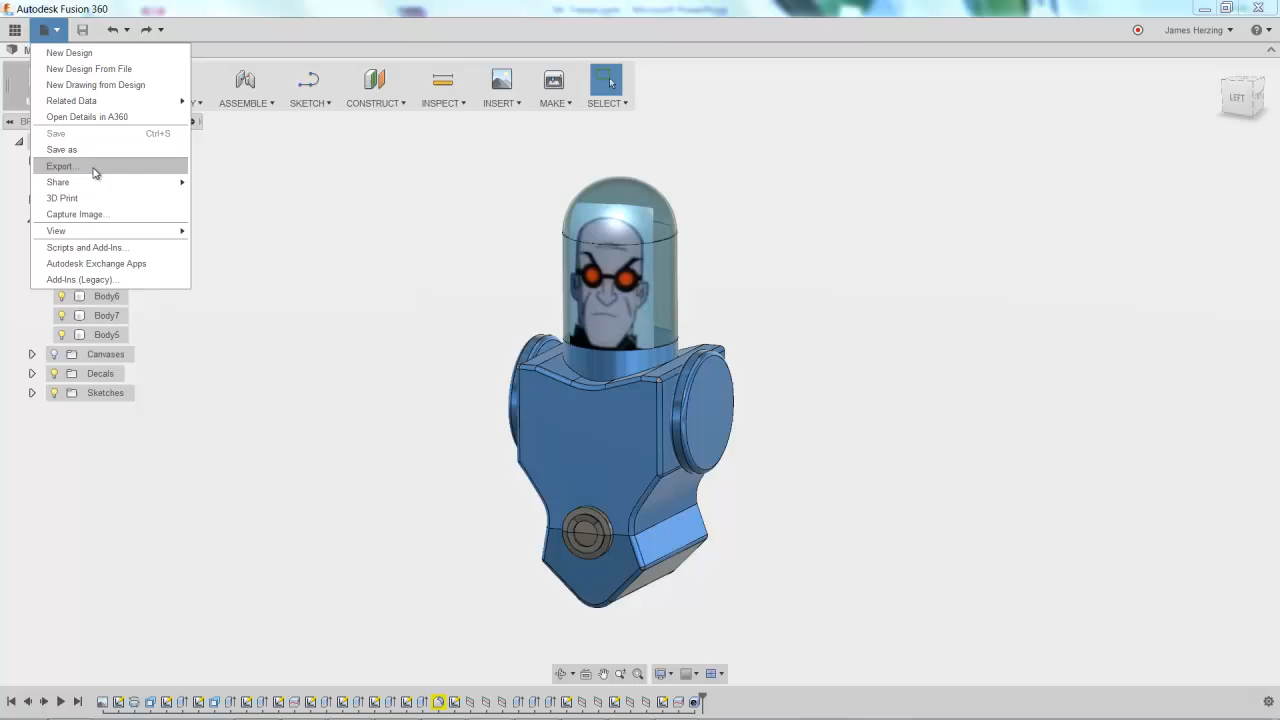 Autodesk Fusion 360
James Herzing
New Design
New Design From File
New Drawing from Design
Related Data
Open Details in A360
Save Ctrl+S
Save as
Export...
Share
3D Print
Capture Image...
View
Scripts and Add-Ins...
Autodesk Exchange Apps
Add-Ins (Legacy)...
ASSEMBLE
SKETCH
CONSTRUCT
INSPECT
INSERT
MAKE
SELECT
LEFT
Body6
Body7
Body5
Canvases
Decals
Sketches